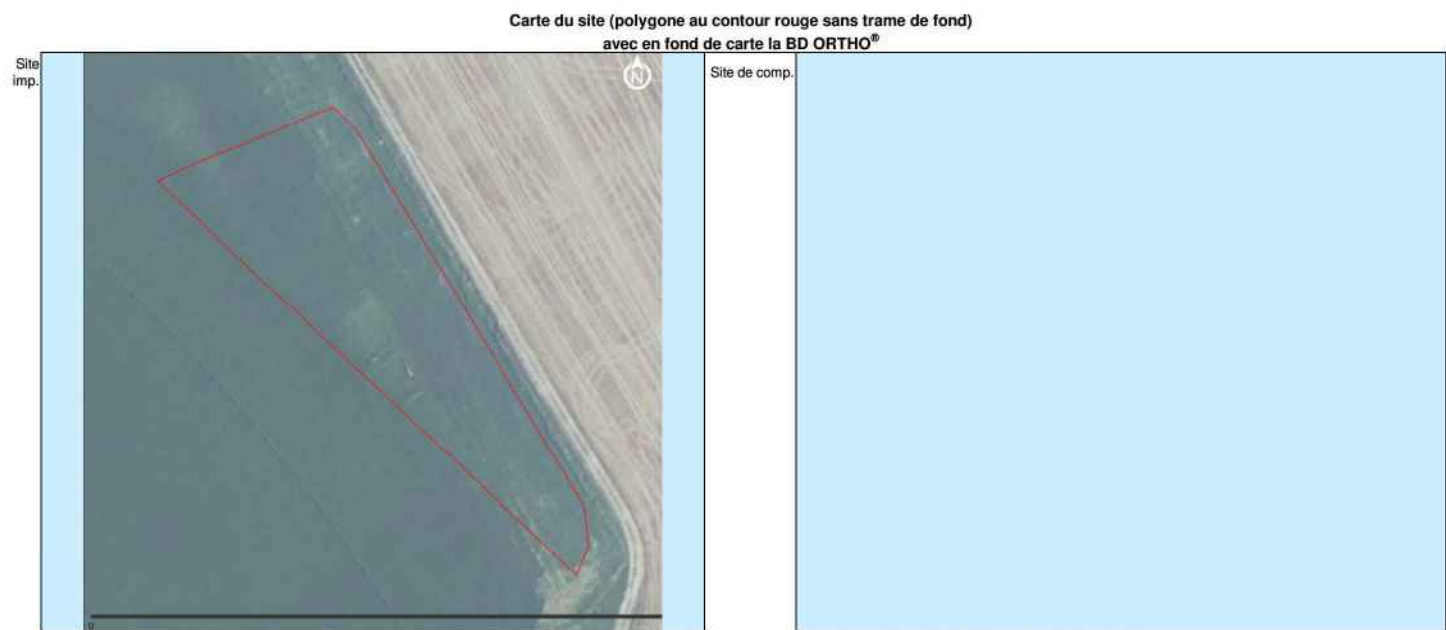 Carte du site (polygone au contour rouge sans trame de fond)
avec en fond de carte la BD ORTHO®
Site
imp.
N
Site de comp.
0